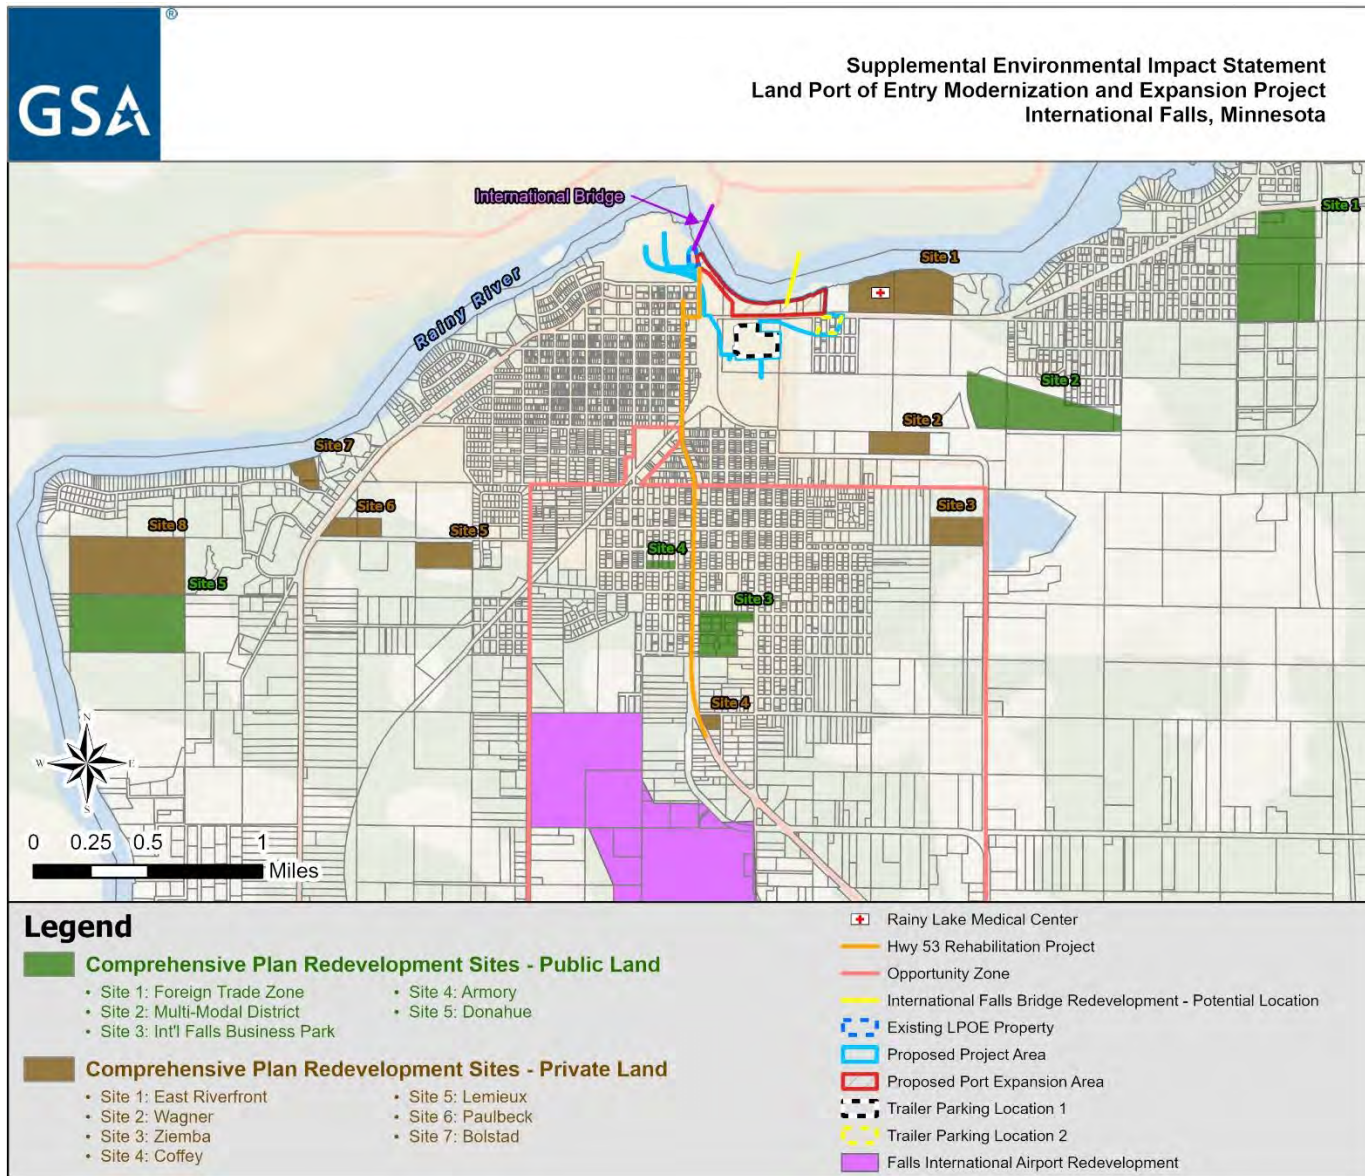 ®
GSA
Supplemental Environmental Impact Statement
Land Port of Entry Modernization and Expansion Project
International Falls, Minnesota
International Bridge
Site 1
Site 1
Rainy River
Site 2
Site 2
Site 7
Site 6
Site 3
Site 8
Site 5
Site 4
Site 5
Site 3
Site 4
N
W E
S
0 0.25 0.5 1
Miles
Legend
Comprehensive Plan Redevelopment Sites - Public Land
• Site 1: Foreign Trade Zone
• Site 2: Multi-Modal District
• Site 3: Int'l Falls Business Park
• Site 4: Armory
• Site 5: Donahue
Comprehensive Plan Redevelopment Sites - Private Land
• Site 1: East Riverfront
• Site 2: Wagner
• Site 3: Ziemba
• Site 4: Coffey
• Site 5: Lemieux
• Site 6: Paulbeck
• Site 7: Bolstad
Rainy Lake Medical Center
Hwy 53 Rehabilitation Project
Opportunity Zone
International Falls Bridge Redevelopment - Potential Location
Existing LPOE Property
Proposed Project Area
Proposed Port Expansion Area
Trailer Parking Location 1
Trailer Parking Location 2
Falls International Airport Redevelopment